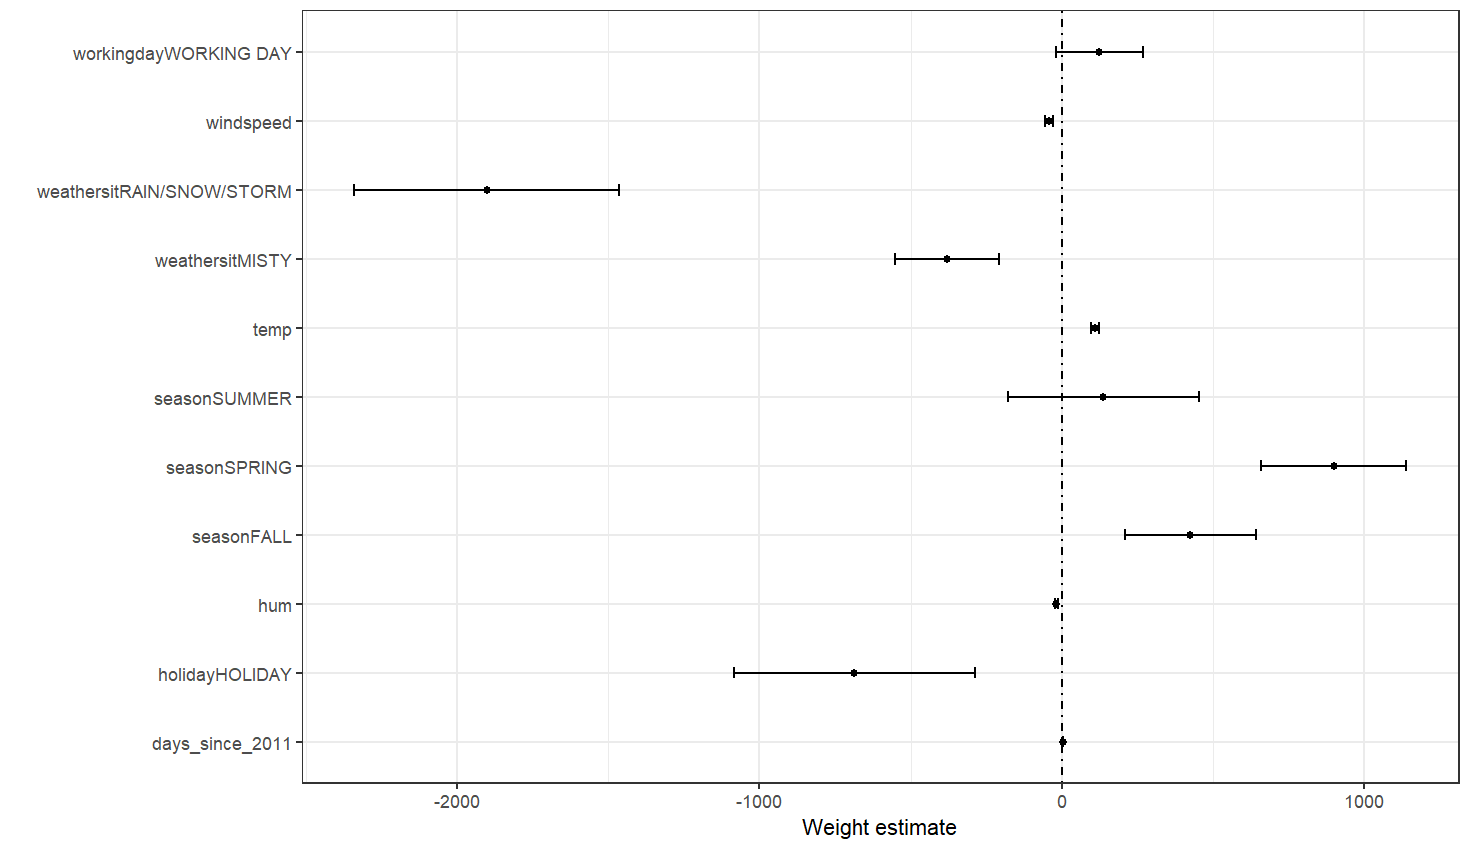 workingdayWORKING DAY
windspeed
weathersitRAIN/SNOW/STORM
weathersitMISTY
temp
seasonSUMMER
seasonSPRING
seasonFALL
hum
holidayHOLIDAY
days_since_2011
-2000 -1000 0 1000
Weight estimate